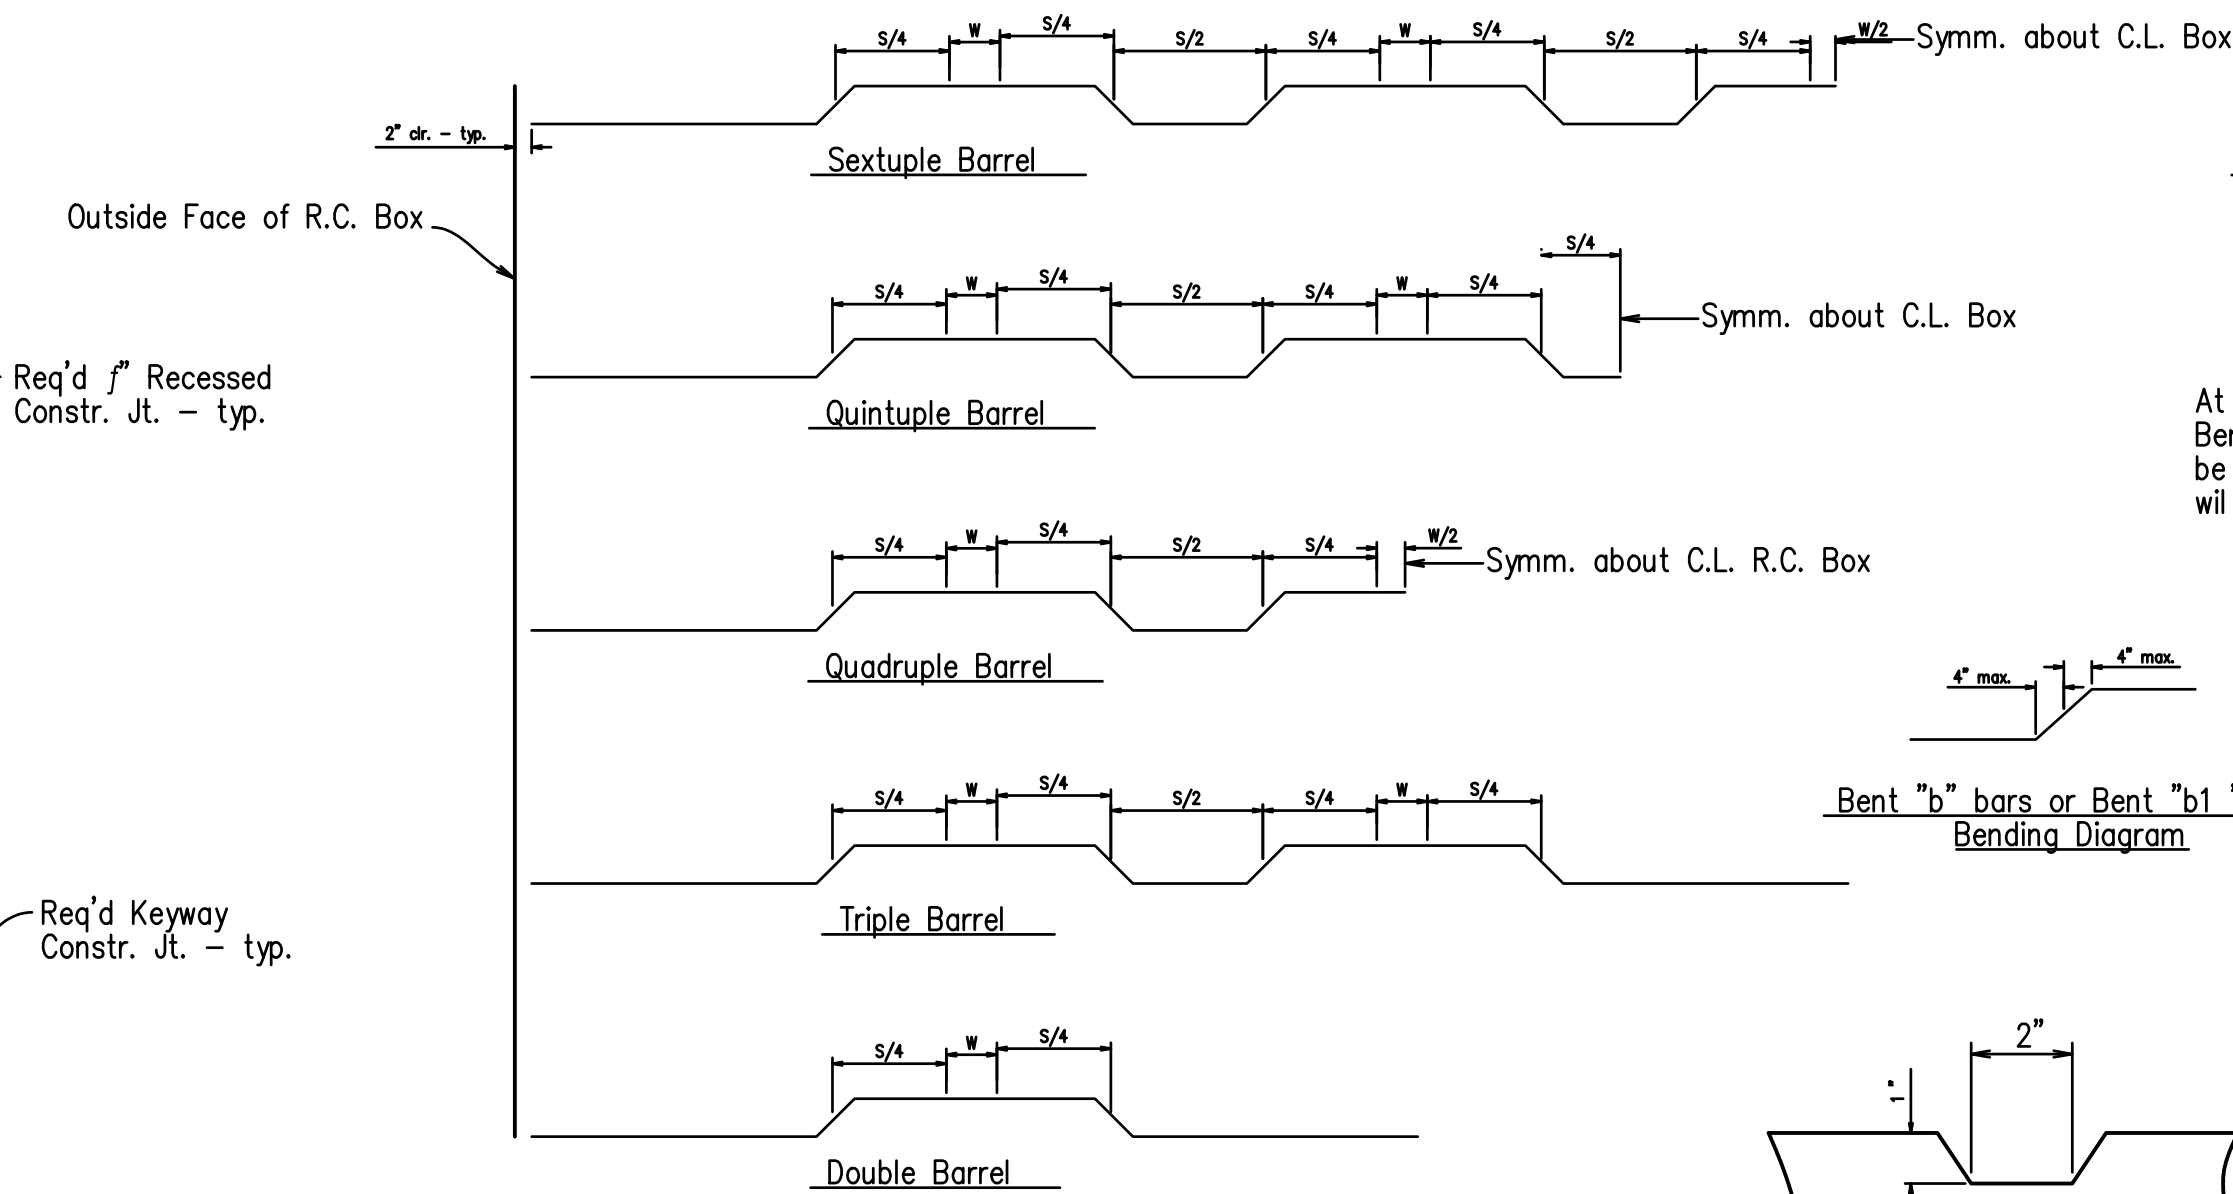 S/4 W S/4 S/2 S/4 W S/4 S/2 S/4 W/2 Symm. about C.L. Box
2" clr. - typ.
Sextuple Barrel
Outside Face of R.C. Box
S/4 W S/4 S/2 S/4 W S/4 S/4
Symm. about C.L. Box
Req'd ƒ" Recessed
Constr. Jt. - typ.
Quintuple Barrel
At
Ber
be
wil
S/4 W S/4 S/2 S/4 W/2
Symm. about C.L. R.C. Box
Quadruple Barrel
4" max. 4" max.
Bent "b" bars or Bent "b1 "
Bending Diagram
S/4 W S/4 S/2 S/4 W S/4
Triple Barrel
Req'd Keyway
Constr. Jt. - typ.
S/4 W S/4
Double Barrel
2"
1"